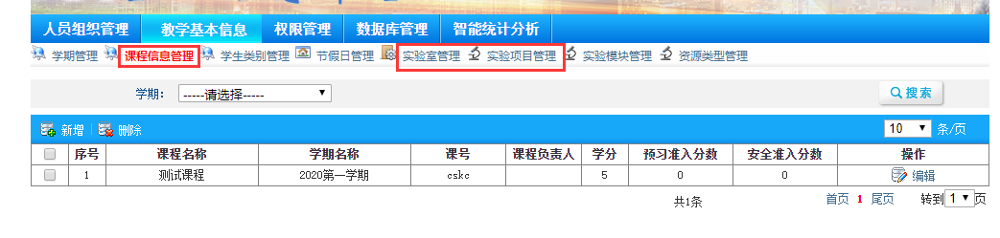 人员组织管理 教学基本信息 权限管理 数据库管理 智能统计分析
学期管理 课程信息管理 学生类别管理 节假日管理 实验室管理 实验项目管理 实验模块管理 资源类型管理
学期: -----请选择----- ▼ 搜索
新增 | 删除 10 ▼ 条/页
序号 课程名称 学期名称 课号 课程负责人 学分 预习准入分数 安全准入分数 操作
1 测试课程 2020第一学期 cskc 5 0 0 编辑
共1条 首页 1 尾页 转到 1 ▼ 页